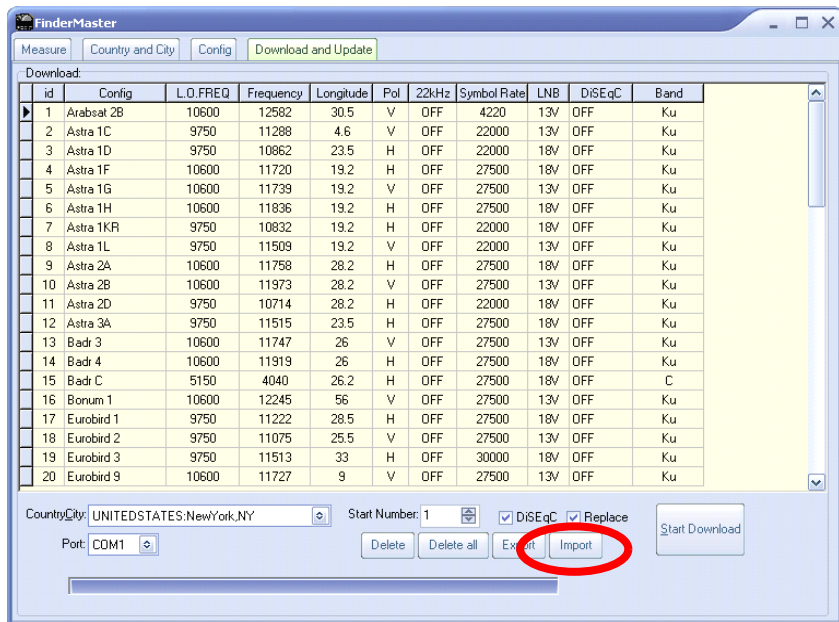 FinderMaster
Measure Country and City Config Download and Update
Download:
id Config L.O.FREQ Frequency Longitude Pol 22kHz Symbol Rate LNB DiSEqC Band
1 Arabsat 2B 10600 12582 30.5 V OFF 4220 13V OFF Ku
2 Astra 1C 9750 11288 4.6 V OFF 22000 13V OFF Ku
3 Astra 1D 9750 10862 23.5 H OFF 22000 18V OFF Ku
4 Astra 1F 10600 11720 19.2 H OFF 27500 18V OFF Ku
5 Astra 1G 10600 11739 19.2 V OFF 27500 13V OFF Ku
6 Astra 1H 10600 11836 19.2 H OFF 27500 18V OFF Ku
7 Astra 1KR 9750 10832 19.2 H OFF 22000 18V OFF Ku
8 Astra 1L 9750 11509 19.2 V OFF 22000 13V OFF Ku
9 Astra 2A 10600 11758 28.2 H OFF 27500 18V OFF Ku
10 Astra 2B 10600 11973 28.2 V OFF 27500 13V OFF Ku
11 Astra 2D 9750 10714 28.2 H OFF 22000 18V OFF Ku
12 Astra 3A 9750 11515 23.5 H OFF 27500 18V OFF Ku
13 Badr 3 10600 11747 26 V OFF 27500 13V OFF Ku
14 Badr 4 10600 11919 26 H OFF 27500 18V OFF Ku
15 Badr C 5150 4040 26.2 H OFF 27500 18V OFF C
16 Bonum 1 10600 12245 56 V OFF 27500 13V OFF Ku
17 Eurobird 1 9750 11222 28.5 H OFF 27500 18V OFF Ku
18 Eurobird 2 9750 11075 25.5 V OFF 27500 13V OFF Ku
19 Eurobird 3 9750 11513 33 H OFF 30000 18V OFF Ku
20 Eurobird 9 10600 11727 9 V OFF 27500 13V OFF Ku
CountryCity: UNITEDSTATES:NewYork,NY Start Number: 1 DiSEqC Replace
Start Download
Port: COM1 Delete Delete all Export Import